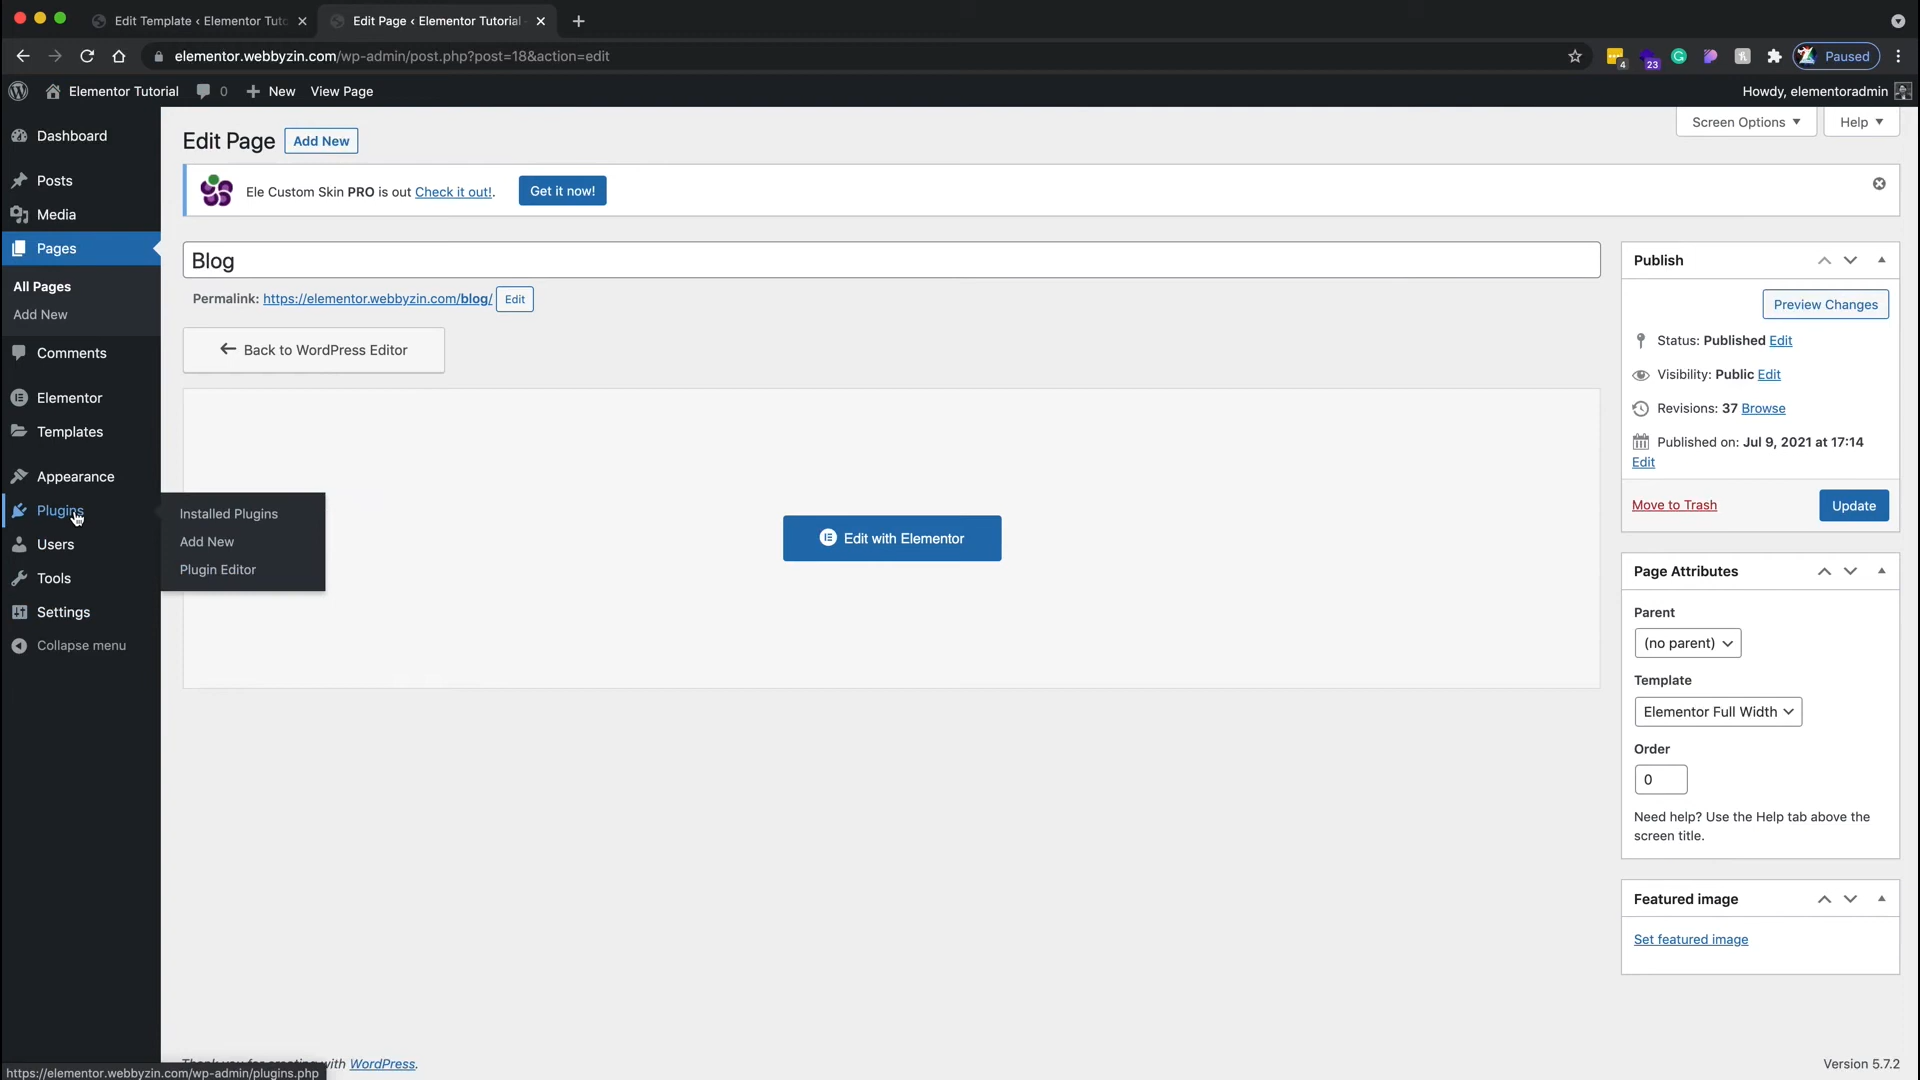 Edit Template ‹ Elementor Tuto
Edit Page ‹ Elementor Tutorial
elementor.webbyzin.com/wp-admin/post.php?post=18&action=edit
4
23
Paused
Elementor Tutorial
0
New
View Page
Howdy, elementoradmin
Dashboard
Posts
Media
Pages
All Pages
Add New
Comments
Elementor
Templates
Appearance
Plugins
Users
Tools
Settings
Collapse menu
Installed Plugins
Add New
Plugin Editor
Screen Options
Help
Edit Page
Add New
Ele Custom Skin PRO is out Check it out!.
Get it now!
Blog
Permalink: https://elementor.webbyzin.com/blog/ Edit
Back to WordPress Editor
Edit with Elementor
Publish
Preview Changes
Status: Published Edit
Visibility: Public Edit
Revisions: 37 Browse
Published on: Jul 9, 2021 at 17:14
Edit
Move to Trash
Update
Page Attributes
Parent
(no parent)
Template
Elementor Full Width
Order
0
Need help? Use the Help tab above the
screen title.
Featured image
Set featured image
Thank you for creating with WordPress.
Version 5.7.2
https://elementor.webbyzin.com/wp-admin/plugins.php